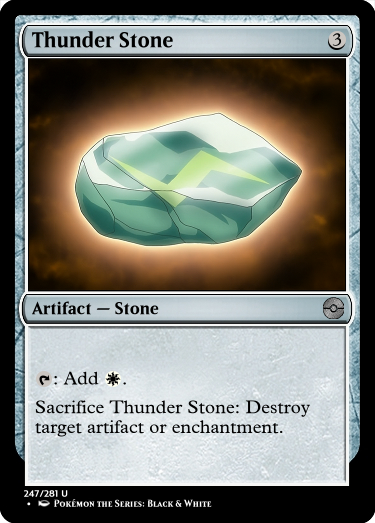 Thunder Stone 3
Artifact — Stone
: Add .
Sacrifice Thunder Stone: Destroy
target artifact or enchantment.
247/281 U
• Pokémon the Series: Black & White